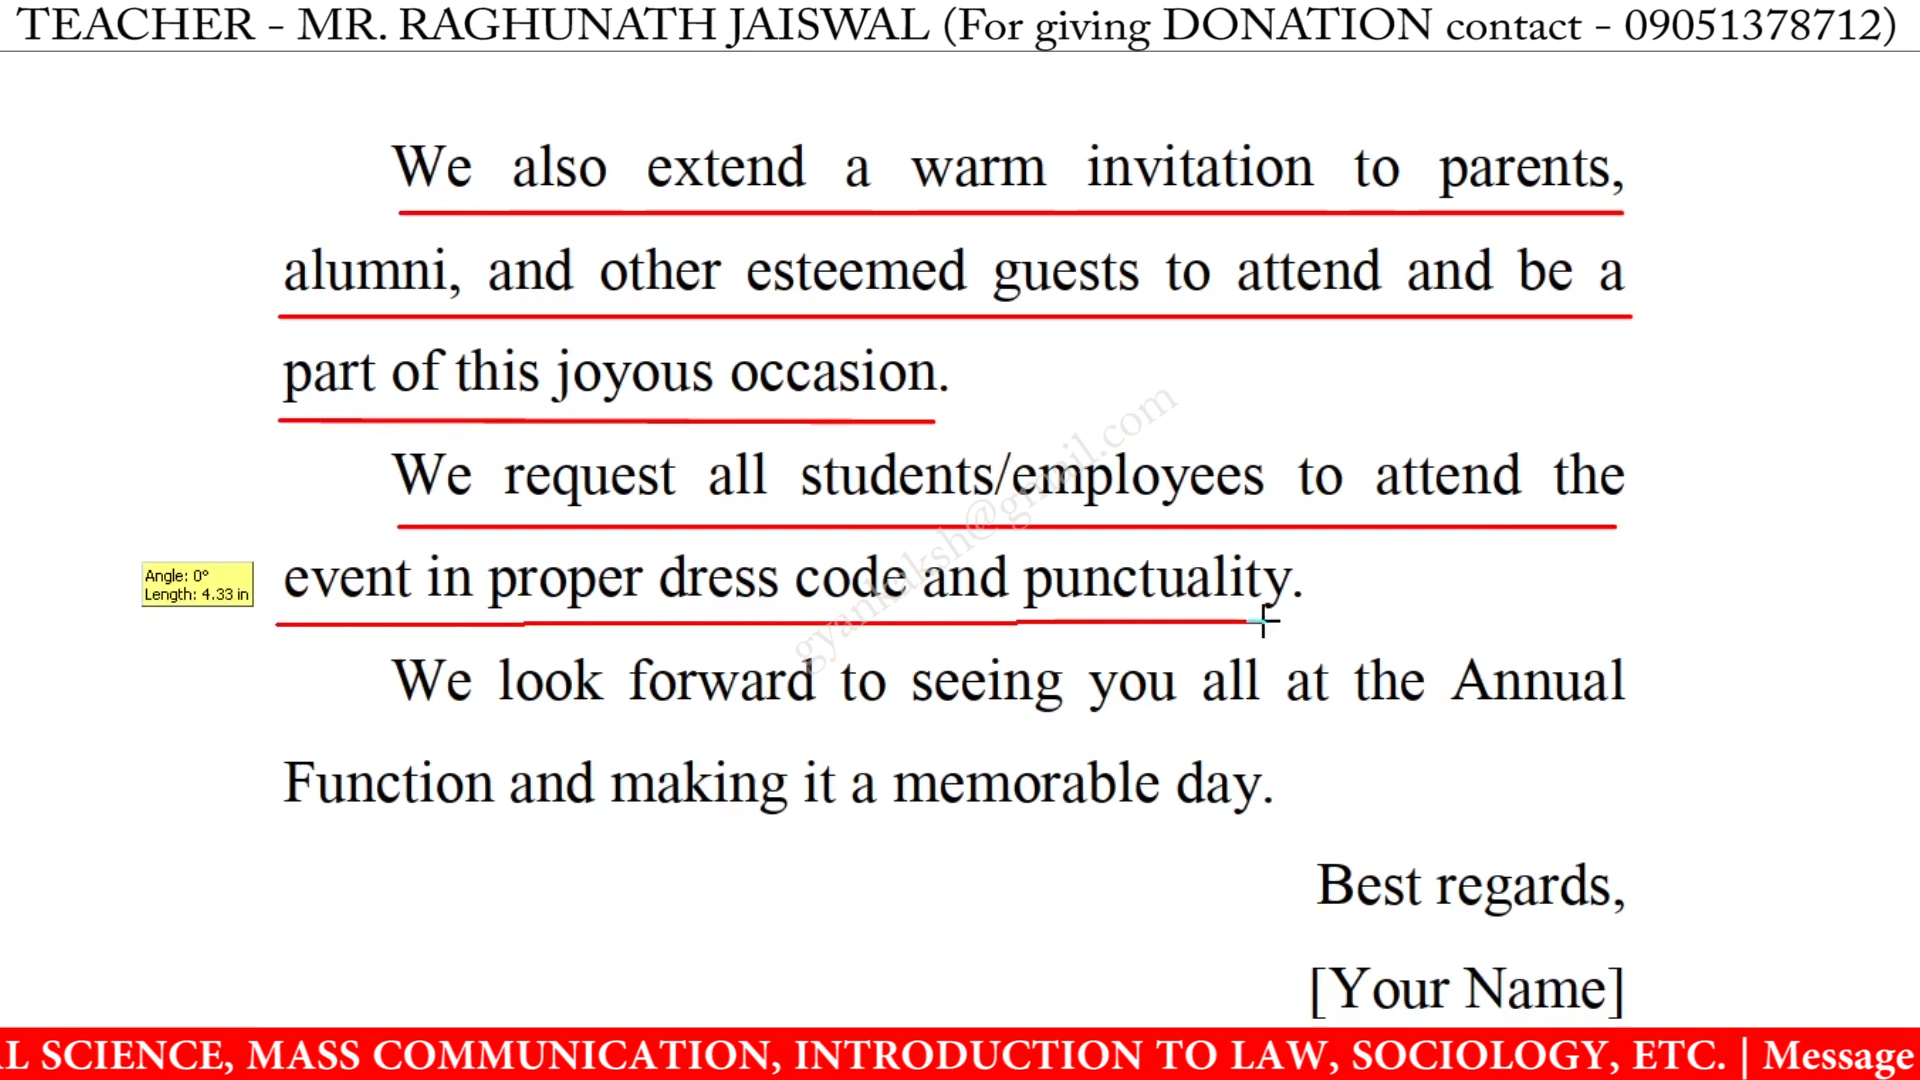 TEACHER - MR. RAGHUNATH JAISWAL (For giving DONATION contact - 09051378712)
We also extend a warm invitation to parents,
alumni, and other esteemed guests to attend and be a
part of this joyous occasion.
We request all students/employees to attend the
Angle: 0°
Length: 4.33 in
event in proper dress code and punctuality.
gyankaksh@gmail.com
We look forward to seeing you all at the Annual
Function and making it a memorable day.
Best regards,
[Your Name]
L SCIENCE, MASS COMMUNICATION, INTRODUCTION TO LAW, SOCIOLOGY, ETC. | Message